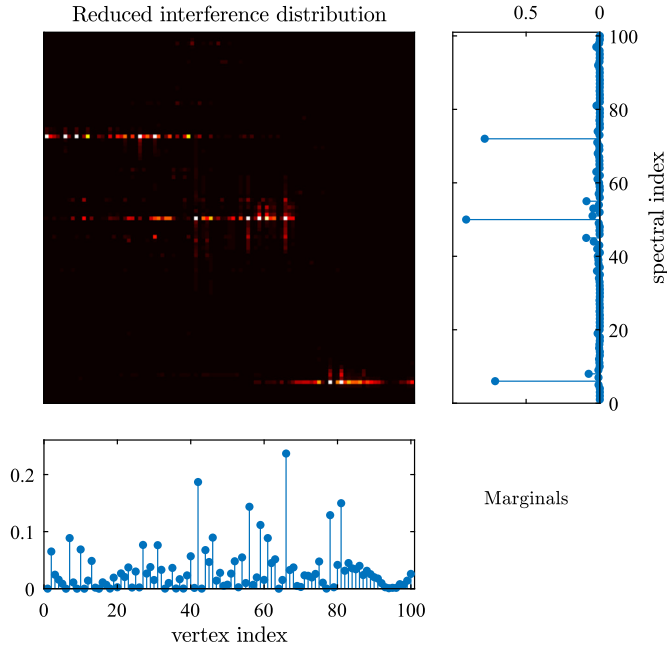 Reduced interference distribution
0.5 0
100
80
60
40
20
0
spectral index
0.2
0.1
0
0 20 40 60 80 100
vertex index
Marginals